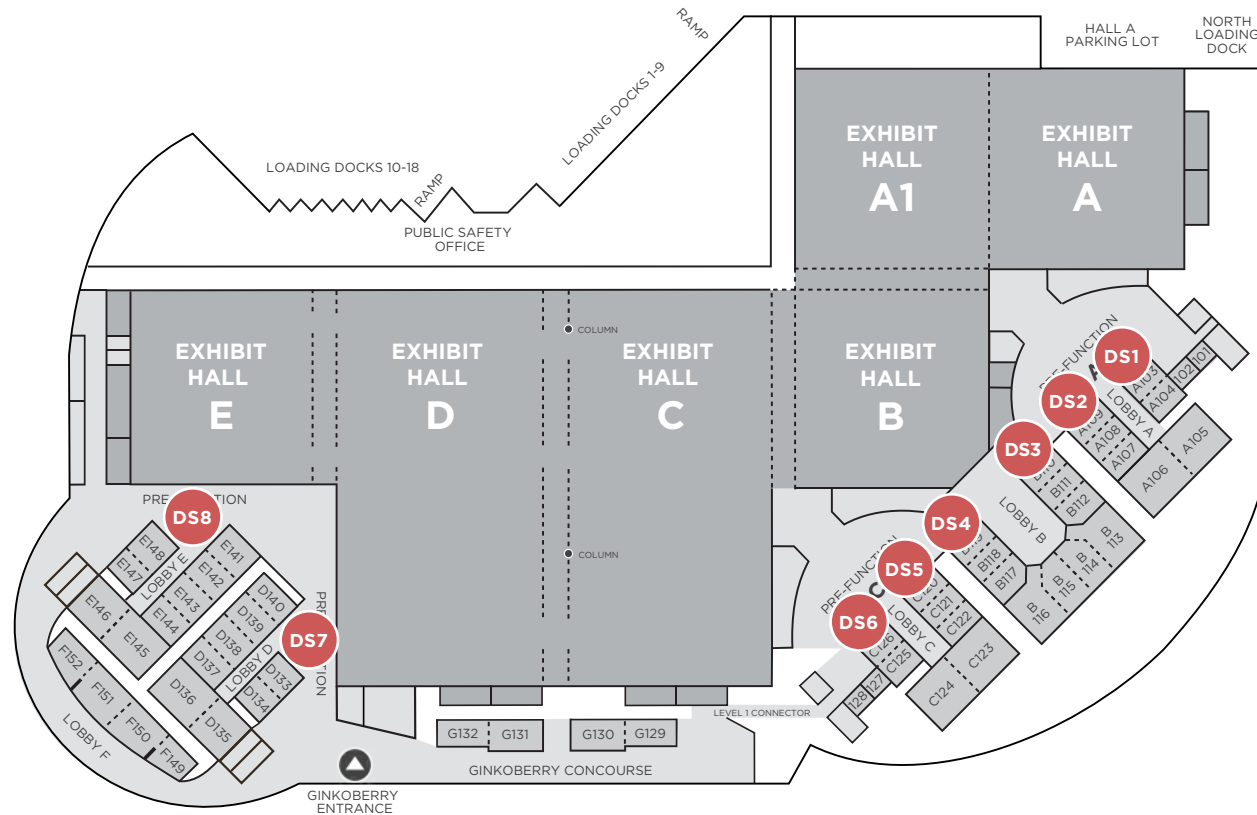 RAMP
HALL A
PARKING LOT
NORTH
LOADING
DOCK
LOADING DOCKS 1-9
LOADING DOCKS 10-18
RAMP
PUBLIC SAFETY
OFFICE
EXHIBIT
HALL
A1
EXHIBIT
HALL
A
EXHIBIT
HALL
E
EXHIBIT
HALL
D
COLUMN
EXHIBIT
HALL
C
EXHIBIT
HALL
B
COLUMN
PRE-FUNCTION
DS1
DS2
DS3
101
102
A103
A104
LOBBY A
A105
A106
A107
A108
A109
B111
B112
LOBBY B
B
113
B
114
B
115
B
116
B117
B118
DS4
DS5
DS6
PRE-FUNCTION
C
C120
C121
C122
LOBBY C
C123
C124
C125
C126
127
128
LEVEL 1 CONNECTOR
G129
G130
G131
G132
GINKOBERRY CONCOURSE
GINKOBERRY
ENTRANCE
DS7
D133
D134
LOBBY D
D135
D136
D137
D138
D139
D140
DS8
E141
E142
E143
E144
LOBBY E
E145
E146
E147
E148
F149
F150
F151
F152
LOBBY F